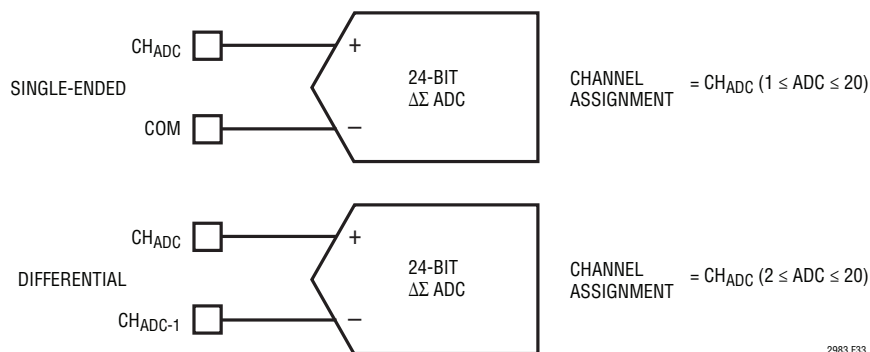 CHADC
+
SINGLE-ENDED
24-BIT
ΔΣ ADC
CHANNEL
ASSIGNMENT
= CHADC (1 ≤ ADC ≤ 20)
COM
–
CHADC
+
DIFFERENTIAL
24-BIT
ΔΣ ADC
CHANNEL
ASSIGNMENT
= CHADC (2 ≤ ADC ≤ 20)
CHADC-1
–
2983 F33